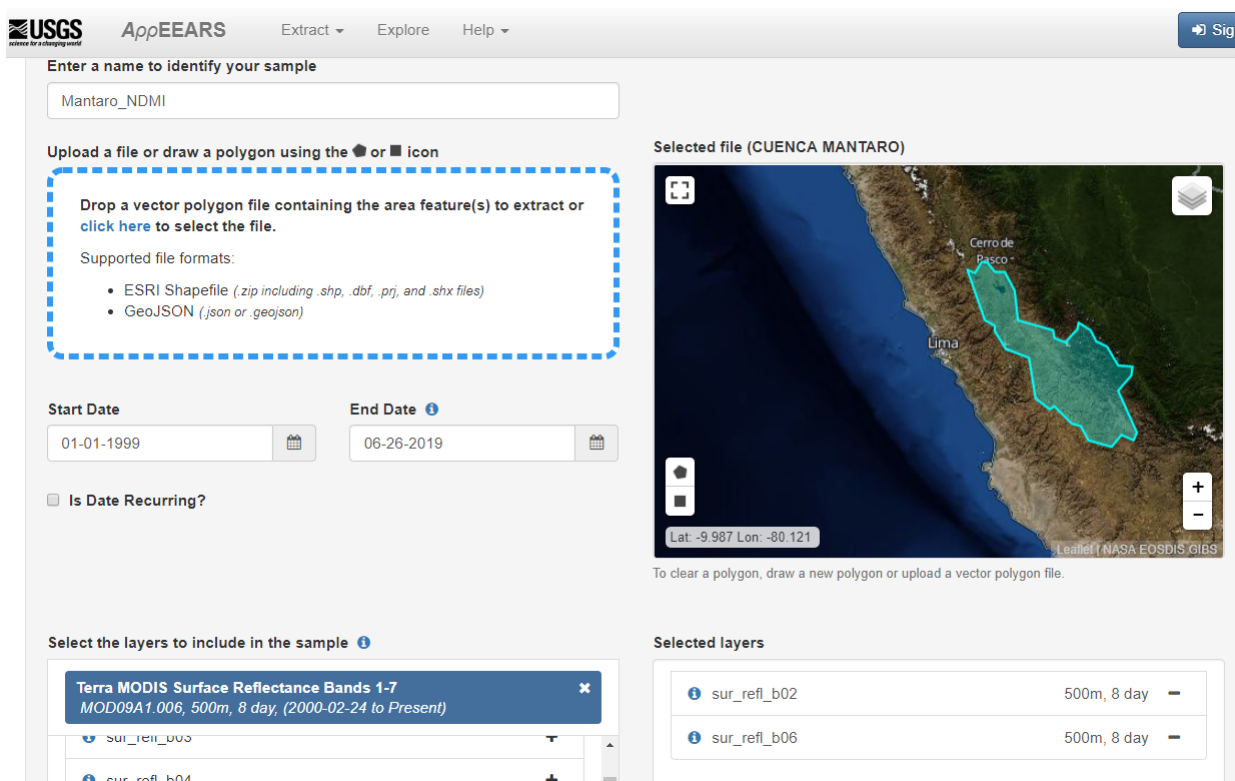 USGS
science for a changing world
AppEEARS
Extract
Explore
Help
Sig
Enter a name to identify your sample
Mantaro_NDMI
Upload a file or draw a polygon using the or icon
Drop a vector polygon file containing the area feature(s) to extract or
click here to select the file.
Supported file formats:
ESRI Shapefile (.zip including .shp, .dbf, .prj, and .shx files)
GeoJSON (.json or .geojson)
Start Date
End Date
01-01-1999
06-26-2019
Is Date Recurring?
Selected file (CUENCA MANTARO)
Cerro de
Pasco
Lima
+
−
Lat: -9.987 Lon: -80.121
Leaflet | NASA EOSDIS GIBS
To clear a polygon, draw a new polygon or upload a vector polygon file.
Select the layers to include in the sample
Terra MODIS Surface Reflectance Bands 1-7
MOD09A1.006, 500m, 8 day, (2000-02-24 to Present)
sur_refl_b03
sur_refl_b04
Selected layers
sur_refl_b02 500m, 8 day
sur_refl_b06 500m, 8 day